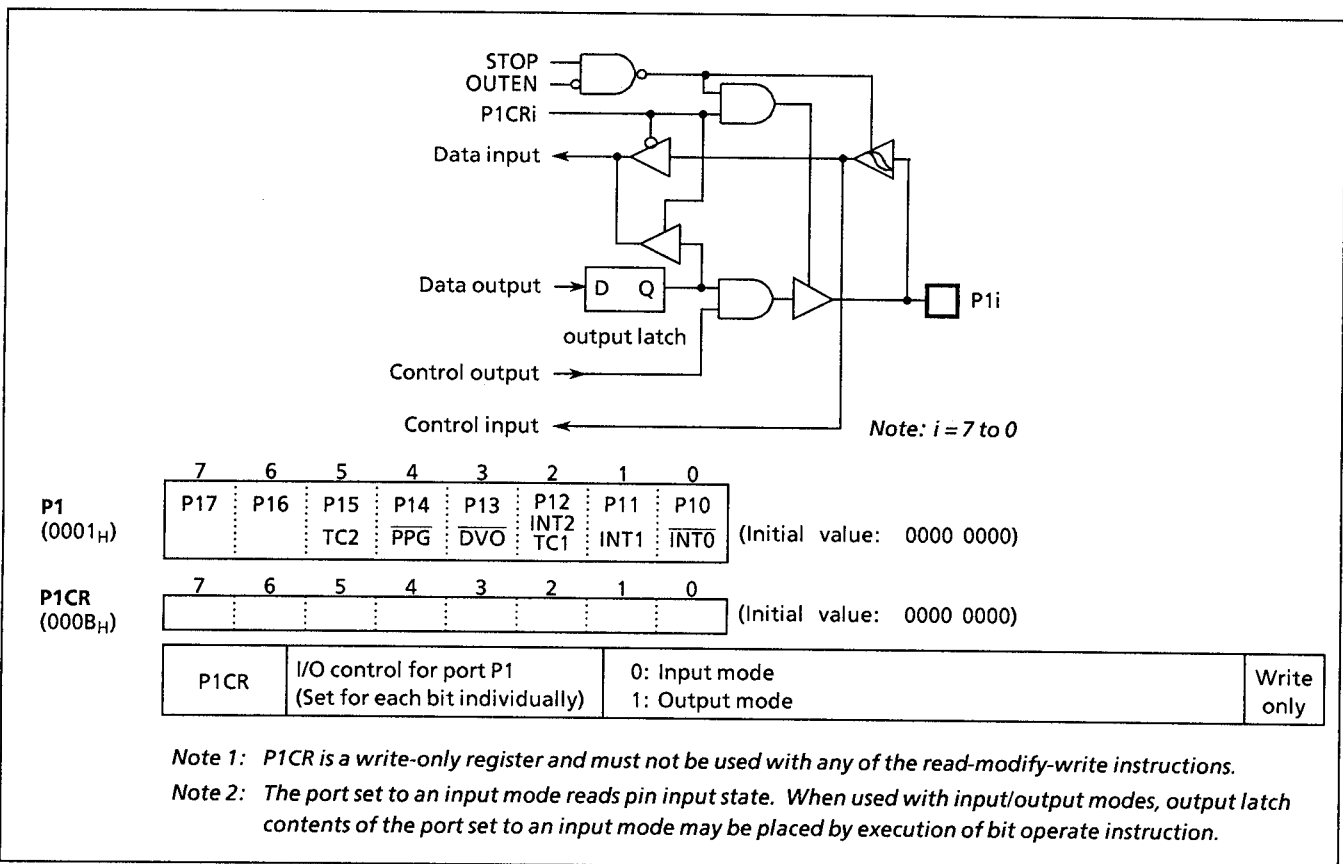 STOP
OUTEN
P1CRi
Data input
Data output
D Q
P1i
output latch
Control output
Control input
Note: i = 7 to 0
7 6 5 4 3 2 1 0
P1
(0001H)
P17 P16 P15 P14 P13 P12 P11 P10
TC2 PPG DVO INT2 TC1 INT1 INT0
(Initial value: 0000 0000)
7 6 5 4 3 2 1 0
P1CR
(000BH)
(Initial value: 0000 0000)
P1CR
I/O control for port P1
(Set for each bit individually)
0: Input mode
1: Output mode
Write
only
Note 1: P1CR is a write-only register and must not be used with any of the read-modify-write instructions.
Note 2: The port set to an input mode reads pin input state. When used with input/output modes, output latch
contents of the port set to an input mode may be placed by execution of bit operate instruction.